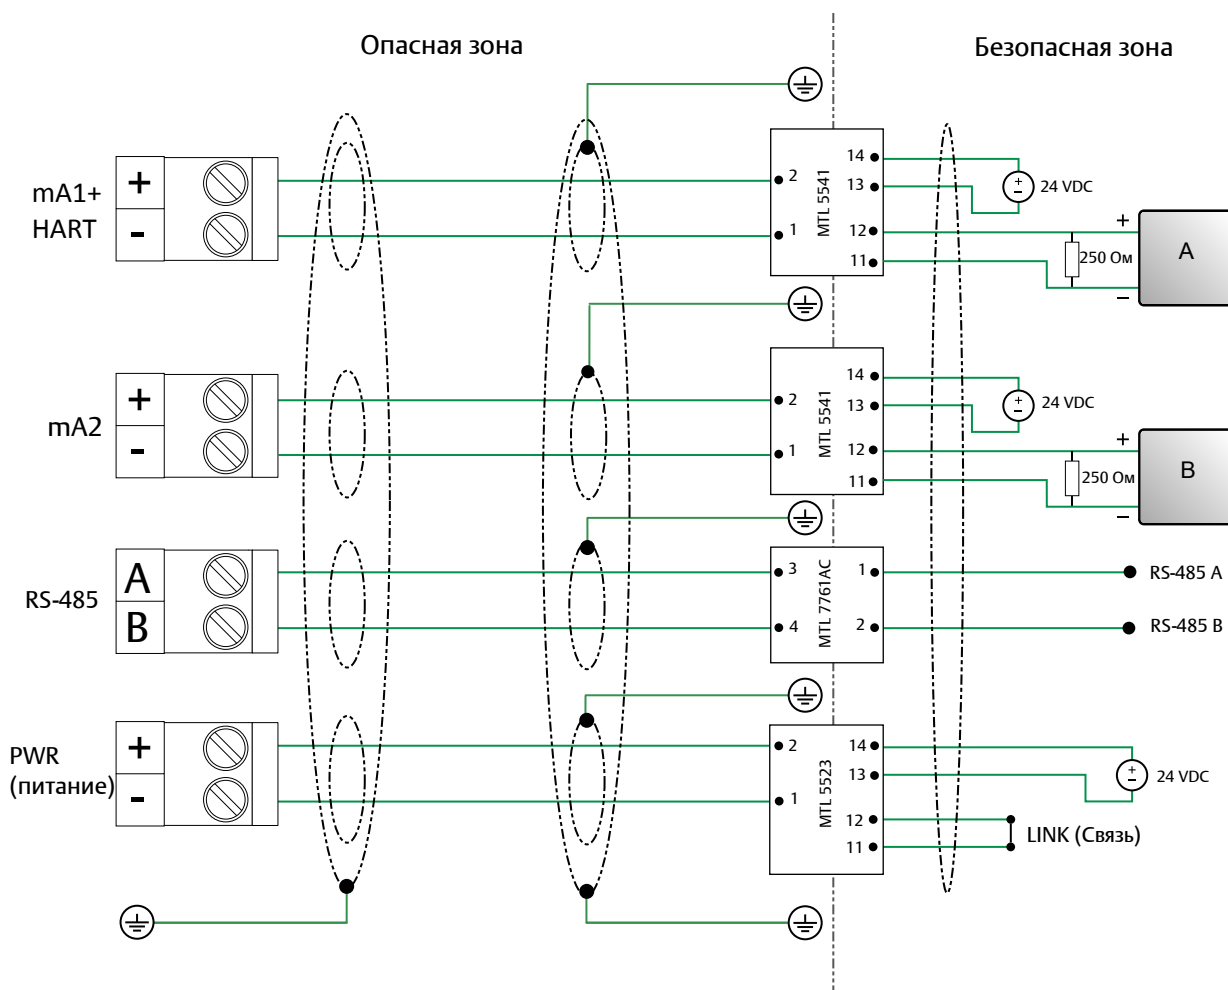 Опасная зона
Безопасная зона
mA1+
HART
+
-
2
1
MTL 5541
14
13
12
11
+
−
24 VDC
+
250 Ом
−
A
mA2
+
-
2
1
MTL 5541
14
13
12
11
+
−
24 VDC
+
250 Ом
−
B
RS-485
A
B
3
4
MTL 7761AC
1
2
RS-485 A
RS-485 B
PWR
(питание)
+
-
2
1
MTL 5523
14
13
12
11
+
−
24 VDC
LINK (Связь)